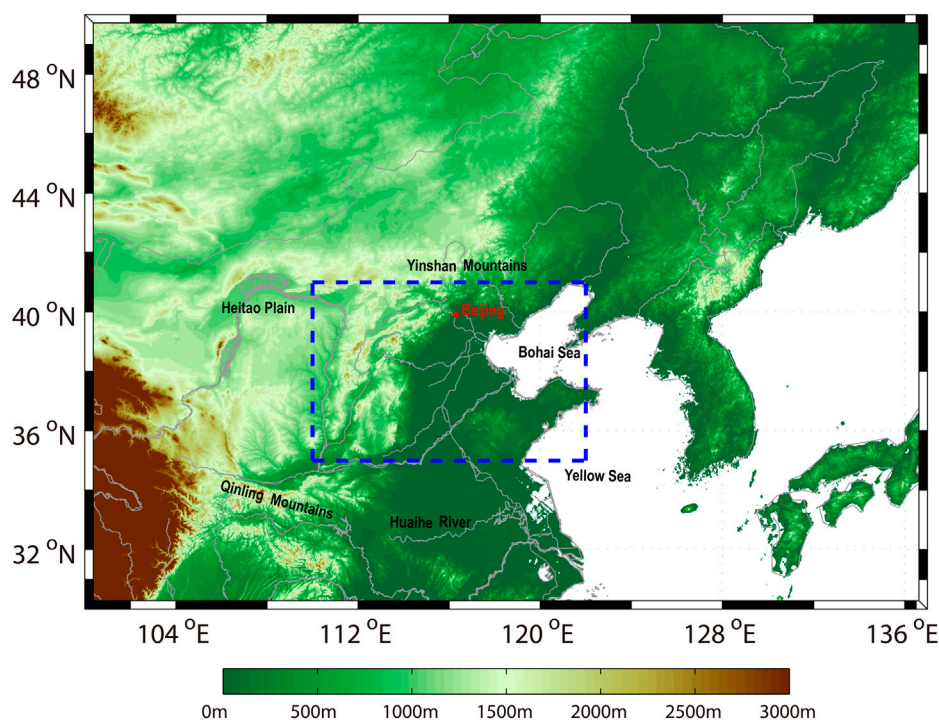 48 °N
44 °N
Yinshan Mountains
Heitao Plain
40 °N
Beijing
Bohai Sea
36 °N
Yellow Sea
Qinling Mountains
Huaihe River
32 °N
104 °E
112 °E
120 °E
128 °E
136 °E
0m
500m
1000m
1500m
2000m
2500m
3000m